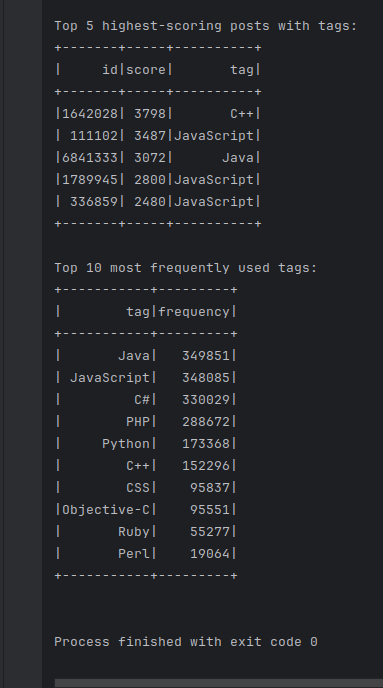 Top 5 highest-scoring posts with tags:
+-------+-----+----------+
|     id|score|       tag|
+-------+-----+----------+
|1642028| 3798|       C++|
| 111102| 3487|JavaScript|
|6841333| 3072|      Java|
|1789945| 2800|JavaScript|
| 336859| 2480|JavaScript|
+-------+-----+----------+
Top 10 most frequently used tags:
+-----------+---------+
|        tag|frequency|
+-----------+---------+
|       Java|   349851|
| JavaScript|   348085|
|         C#|   330029|
|        PHP|   288672|
|     Python|   173368|
|        C++|   152296|
|        CSS|    95837|
|Objective-C|    95551|
|       Ruby|    55277|
|       Perl|    19064|
+-----------+---------+
Process finished with exit code 0